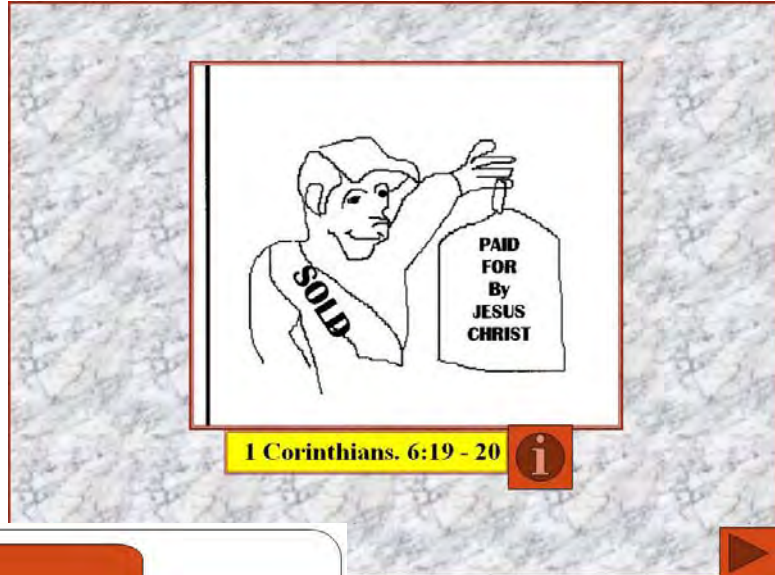 SOLD
PAID
FOR
By
JESUS
CHRIST
1 Corinthians. 6:19 - 20
i